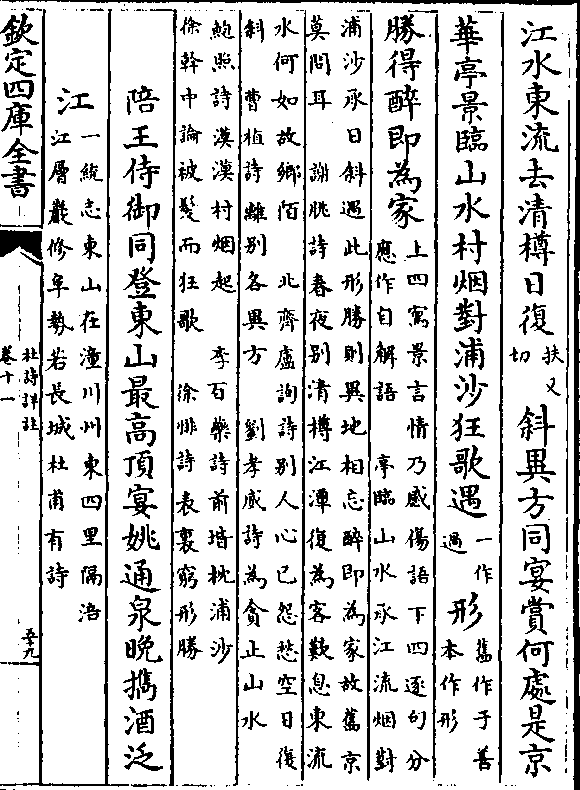 江水東流去清樽日復扶又切斜異方同宴賞何處是京
華亭景臨山水村烟對浦沙狂歌遇一作過形舊作于善本作形
勝得醉即為家上四寓景言情乃感傷語下四逐句分
應作自解語 亭臨山水承江流烟對
浦沙承日斜遇此形勝則異地相忘醉即為家故舊京
莫問耳 謝朓詩春夜别清樽江潭復為客歎息東流
水何如故鄉陌 北齊盧詢詩别人心已怨愁空日復
斜 曹植詩離别各異方 劉孝威詩為貪止山水
鮑照詩漠漠村烟起 李百藥詩前堦枕浦沙
徐幹中論被髮而狂歌 徐悱詩表裏窮形勝
陪王侍御同登東山最高頂宴姚通泉晚攜酒泛
江一統志東山在潼川州東四里隔涪
江層巖修阜勢若長城杜甫有詩
欽定四庫全書
杜詩詳註
卷十一